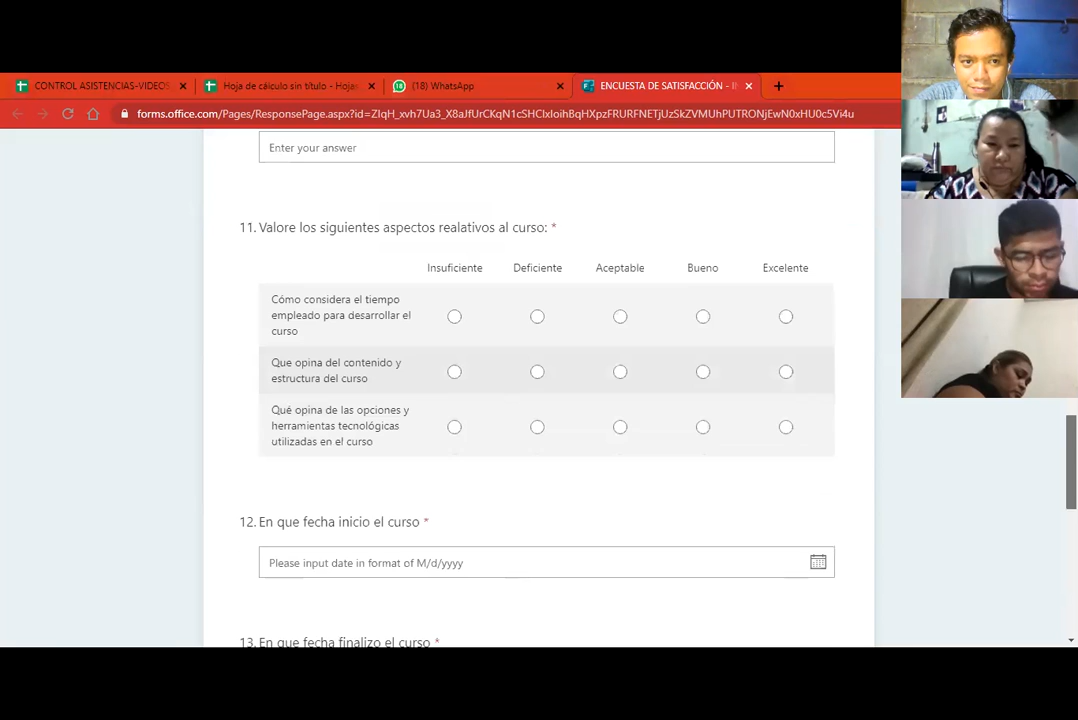 CONTROL ASISTENCIAS-VIDEOS
Hoja de cálculo sin título - Hojas
(18) WhatsApp
ENCUESTA DE SATISFACCIÓN - I
forms.office.com/Pages/ResponsePage.aspx?id=ZIqH_xvh7Ua3_X8aJfUrCKqN1cSHClxIoihBqHXpzFRURFNETjUzSkZVMUhPUTRONjEwN0xHU0c5Vi4u
Enter your answer
11. Valore los siguientes aspectos realativos al curso: *
Insuficiente Deficiente Aceptable Bueno Excelente
Cómo considera el tiempo
empleado para desarrollar el
curso
Que opina del contenido y
estructura del curso
Qué opina de las opciones y
herramientas tecnológicas
utilizadas en el curso
12. En que fecha inicio el curso *
Please input date in format of M/d/yyyy
13. En que fecha finalizo el curso *